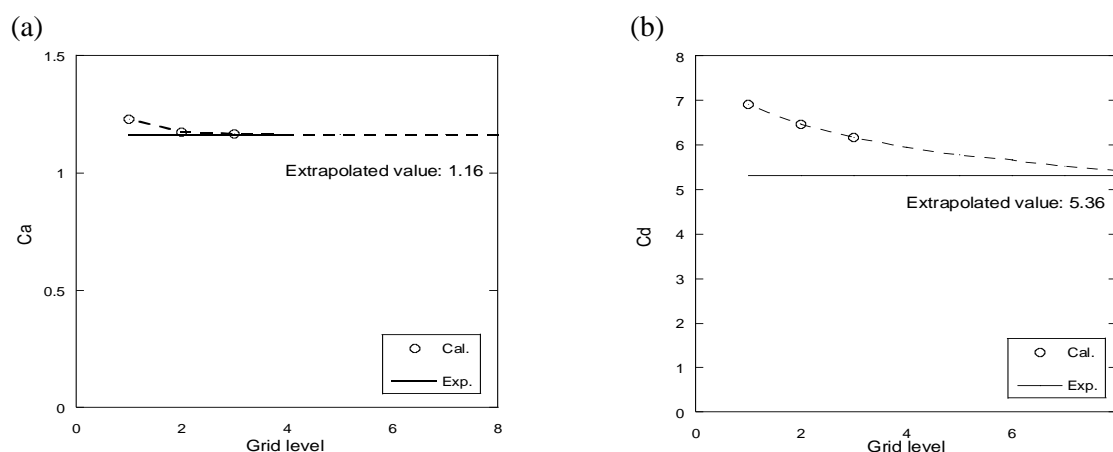 (a)
1.5
1
0.5
0
Ca
Extrapolated value: 1.16
Cal.
Exp.
0 2 4 6 8
Grid level
(b)
8
7
6
5
4
3
2
1
0
Cd
Extrapolated value: 5.36
Cal.
Exp.
0 2 4 6
Grid level